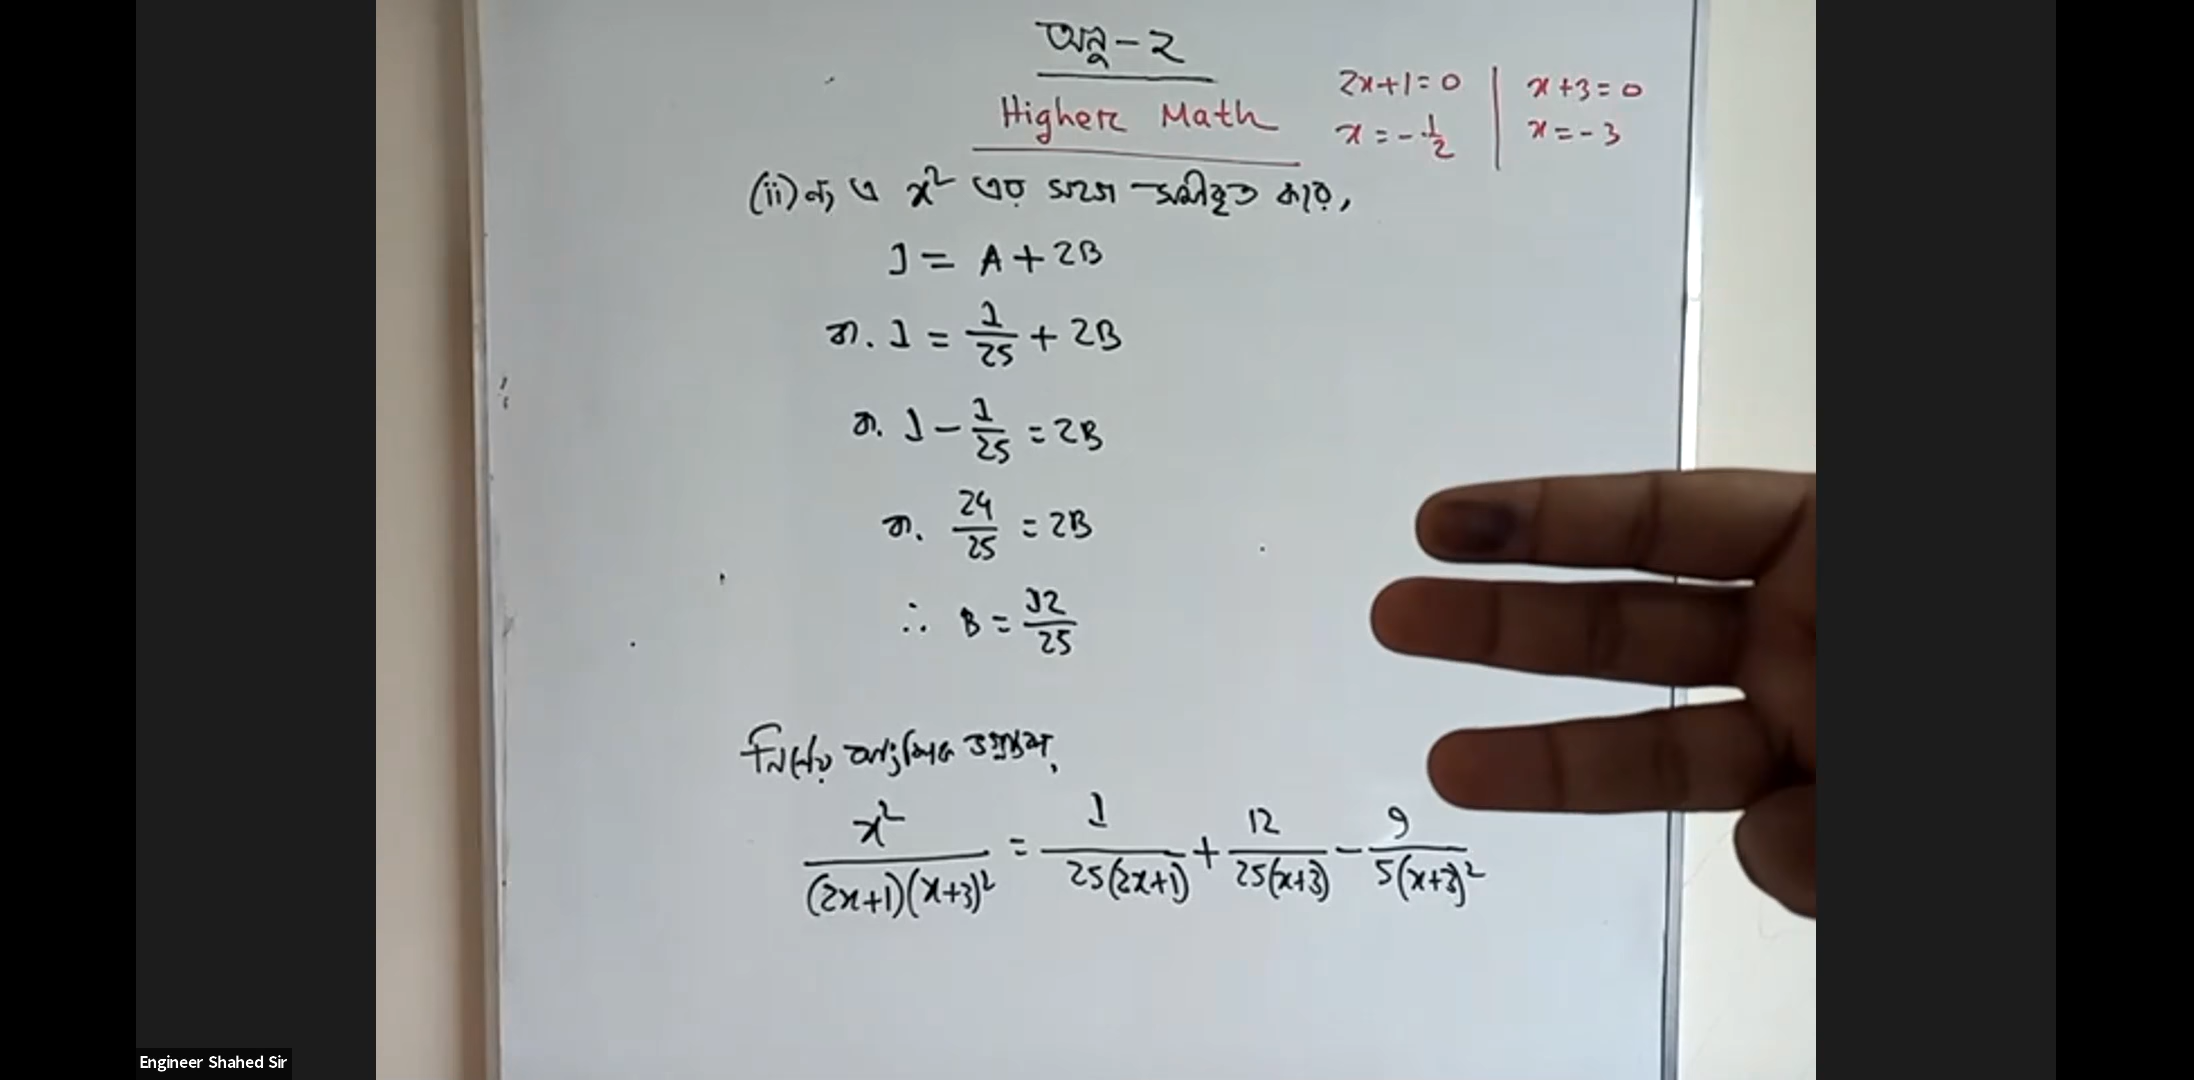 অনু-২
Higher Math
2x+1=0 | x+3=0
x=-1/2 | x=-3
(ii) নং এ x² এর সহগ সমীকৃত করে,
1 = A+2B
বা. 1 = 1/25 + 2B
বা. 1 - 1/25 = 2B
বা. 24/25 = 2B
∴ B = 12/25
নির্ণেয় আংশিক ভগ্নাংশ,
x²/(2x+1)(x+3)² = 1/25(2x+1) + 12/25(x+3) - 9/5(x+3)²
Engineer Shahed Sir